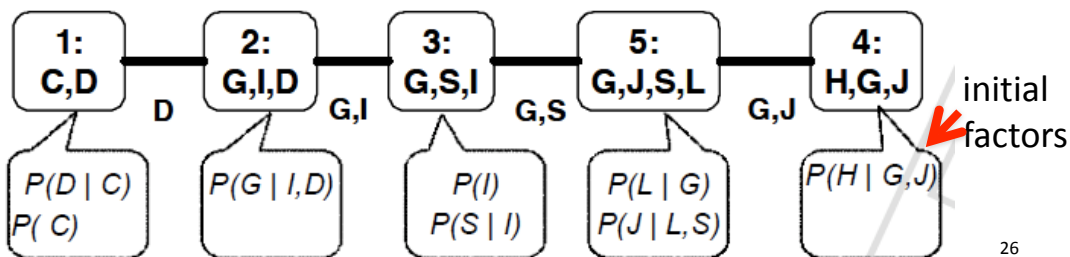 1:
C,D
D
2:
G,I,D
G,I
3:
G,S,I
G,S
5:
G,J,S,L
G,J
4:
H,G,J
initial
factors
P(D | C)
P( C)
P(G | I,D)
P(I)
P(S | I)
P(L | G)
P(J | L,S)
P(H | G,J)
26